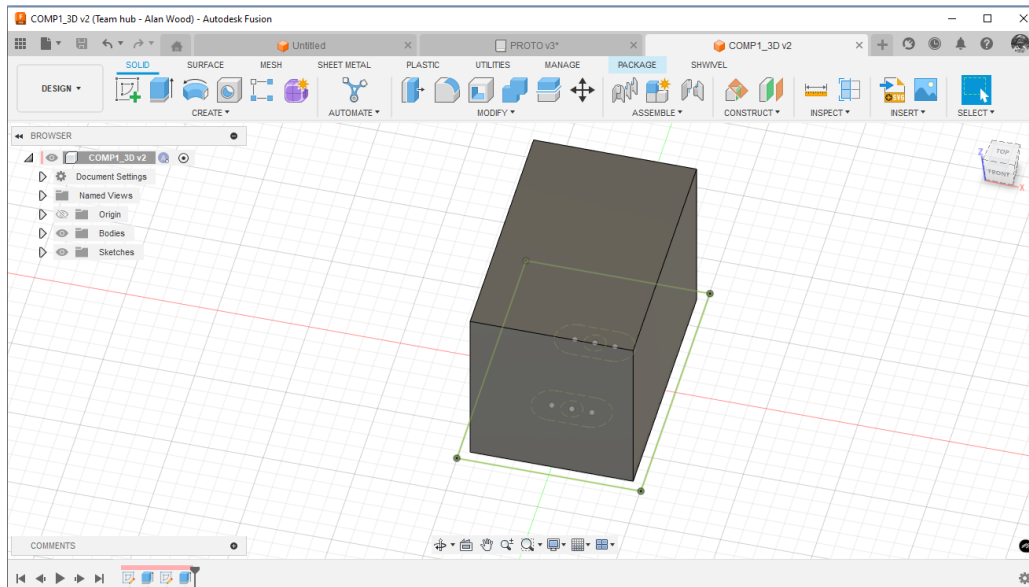 COMP1_3D v2 (Team hub - Alan Wood) - Autodesk Fusion
Untitled
PROTO v3*
COMP1_3D v2
SOLID SURFACE MESH SHEET METAL PLASTIC UTILITIES MANAGE PACKAGE SHWIVEL
DESIGN
CREATE AUTOMATE MODIFY ASSEMBLE CONSTRUCT INSPECT INSERT SELECT
BROWSER
COMP1_3D v2
Document Settings
Named Views
Origin
Bodies
Sketches
TOP
FRONT
Z
X
COMMENTS